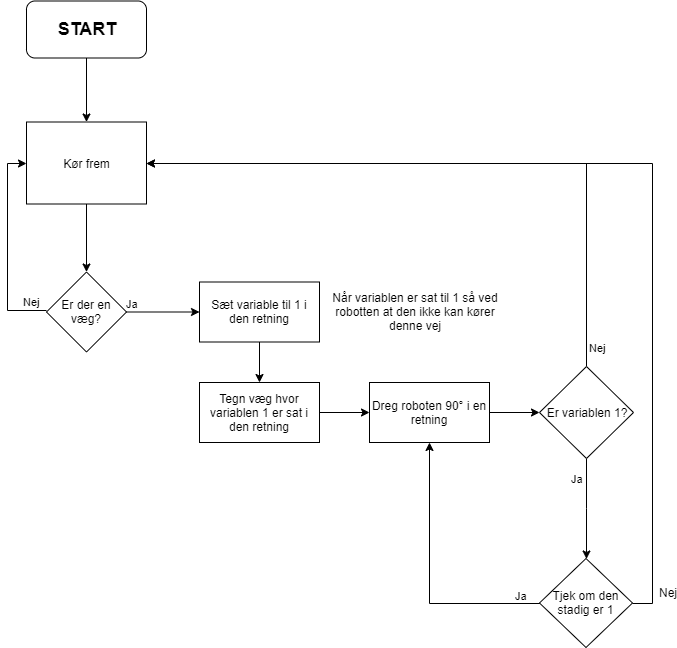 START
Kør frem
Nej
Er der en
væg?
Ja
Sæt variable til 1 i
den retning
Når variablen er sat til 1 så ved
robotten at den ikke kan kører
denne vej
Tegn væg hvor
variablen 1 er sat i
den retning
Dreg roboten 90° i en
retning
Nej
Er variablen 1?
Ja
Tjek om den
stadig er 1
Ja
Nej